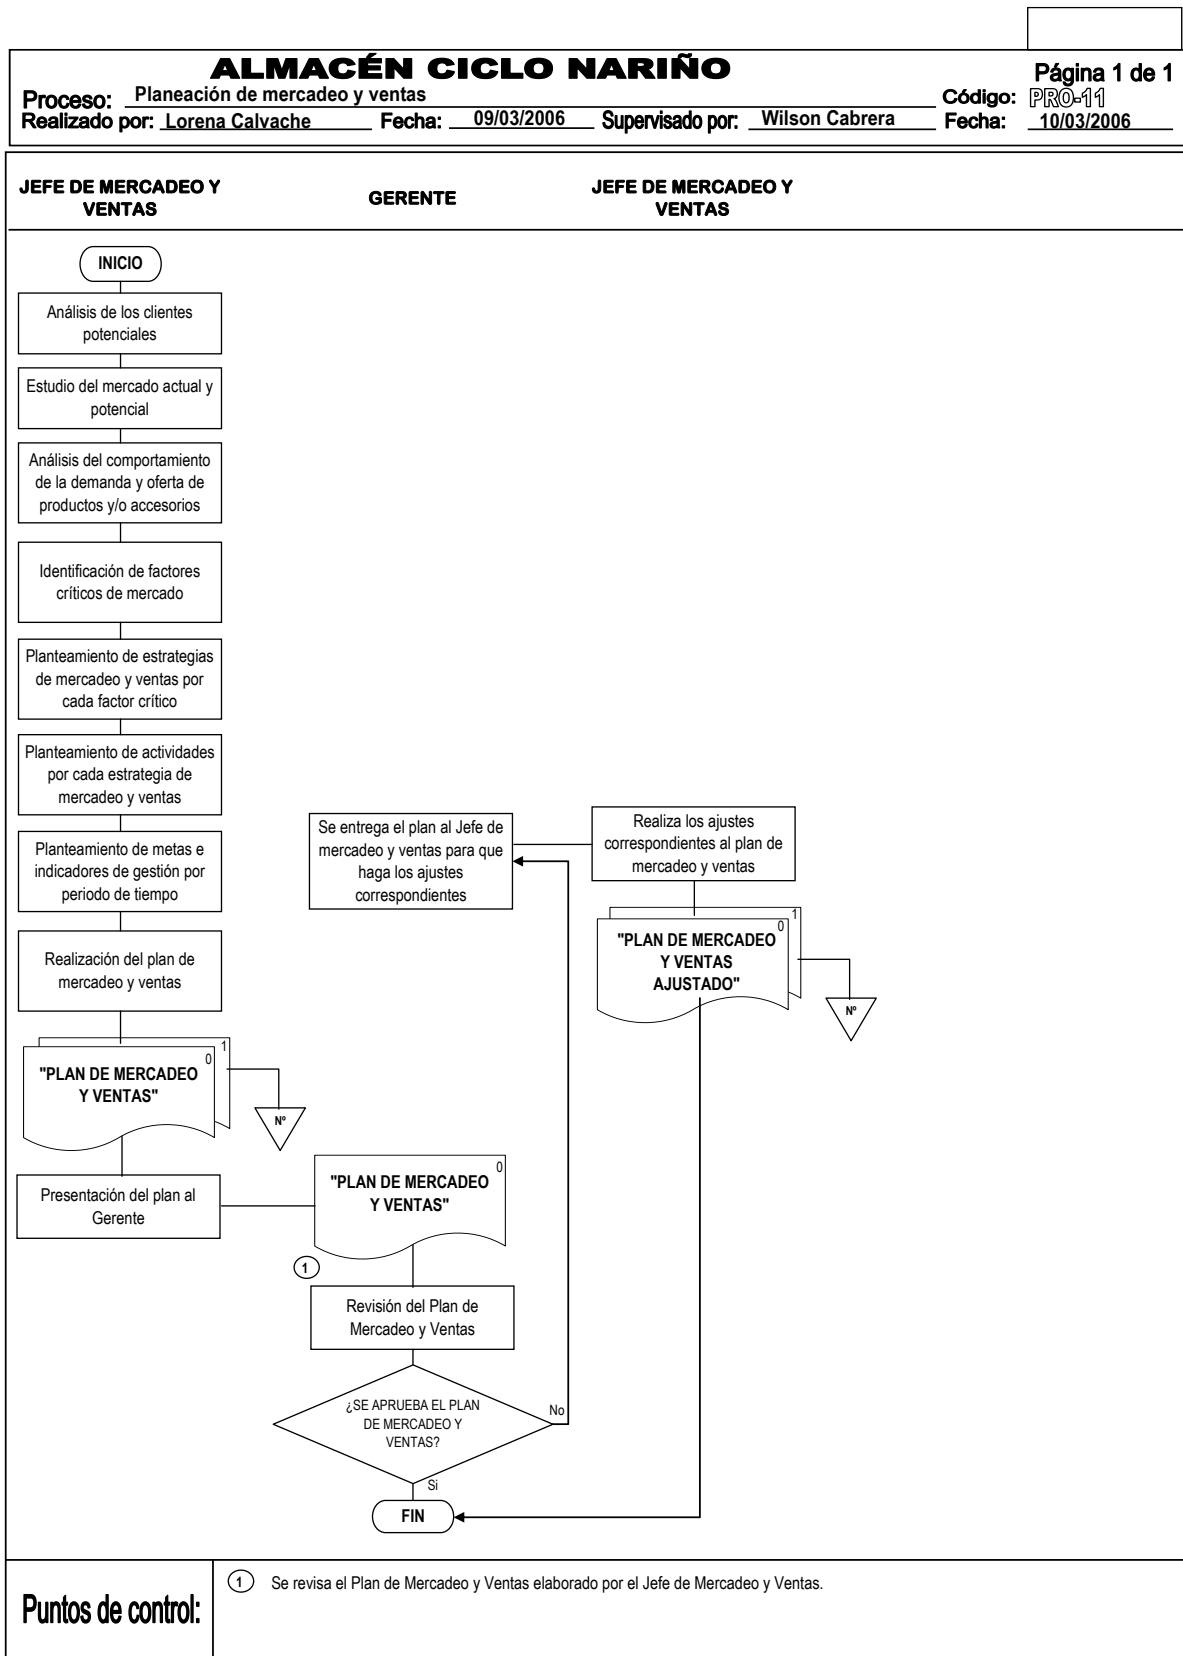 ALMACÉN CICLO NARIÑO
Página 1 de 1
Proceso: Planeación de mercadeo y ventas
Código: PRO-11
Realizado por: Lorena Calvache Fecha: 09/03/2006 Supervisado por: Wilson Cabrera Fecha: 10/03/2006
JEFE DE MERCADEO Y
VENTAS
GERENTE
JEFE DE MERCADEO Y
VENTAS
INICIO
Análisis de los clientes
potenciales
Estudio del mercado actual y
potencial
Análisis del comportamiento
de la demanda y oferta de
productos y/o accesorios
Identificación de factores
críticos de mercado
Planteamiento de estrategias
de mercadeo y ventas por
cada factor crítico
Planteamiento de actividades
por cada estrategia de
mercadeo y ventas
Planteamiento de metas e
indicadores de gestión por
periodo de tiempo
Realización del plan de
mercadeo y ventas
1
0
"PLAN DE MERCADEO
Y VENTAS"
Nº
Presentación del plan al
Gerente
0
"PLAN DE MERCADEO
Y VENTAS"
1
Revisión del Plan de
Mercadeo y Ventas
¿SE APRUEBA EL PLAN
DE MERCADEO Y
VENTAS?
No
Si
FIN
Se entrega el plan al Jefe de
mercadeo y ventas para que
haga los ajustes
correspondientes
Realiza los ajustes
correspondientes al plan de
mercadeo y ventas
1
0
"PLAN DE MERCADEO
Y VENTAS
AJUSTADO"
Nº
Puntos de control:
1 Se revisa el Plan de Mercadeo y Ventas elaborado por el Jefe de Mercadeo y Ventas.